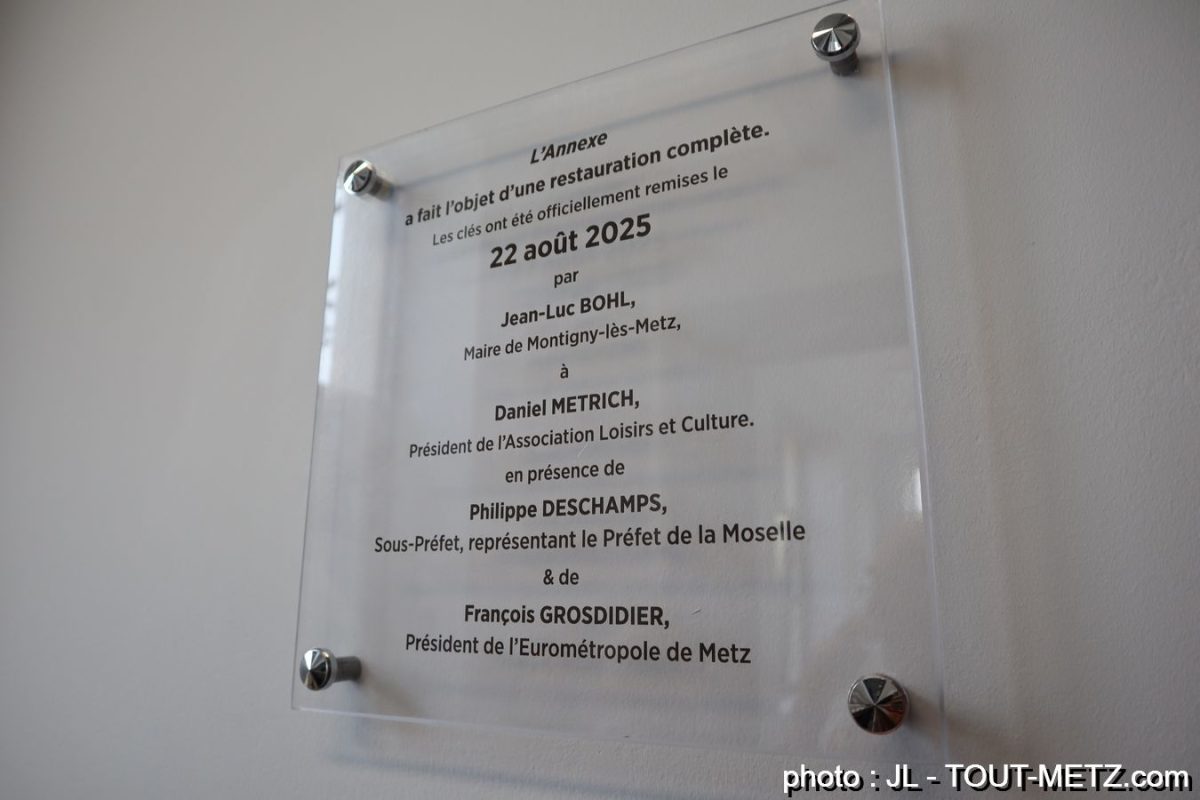 L'Annexe
a fait l'objet d'une restauration complète.
Les clés ont été officiellement remises le
22 août 2025
par
Jean-Luc BOHL,
Maire de Montigny-lès-Metz,
à
Daniel METRICH,
Président de l'Association Loisirs et Culture.
en présence de
Philippe DESCHAMPS,
Sous-Préfet, représentant le Préfet de la Moselle
& de
François GROSDIDIER,
Président de l'Eurométropole de Metz
photo : JL - TOUT-METZ.com